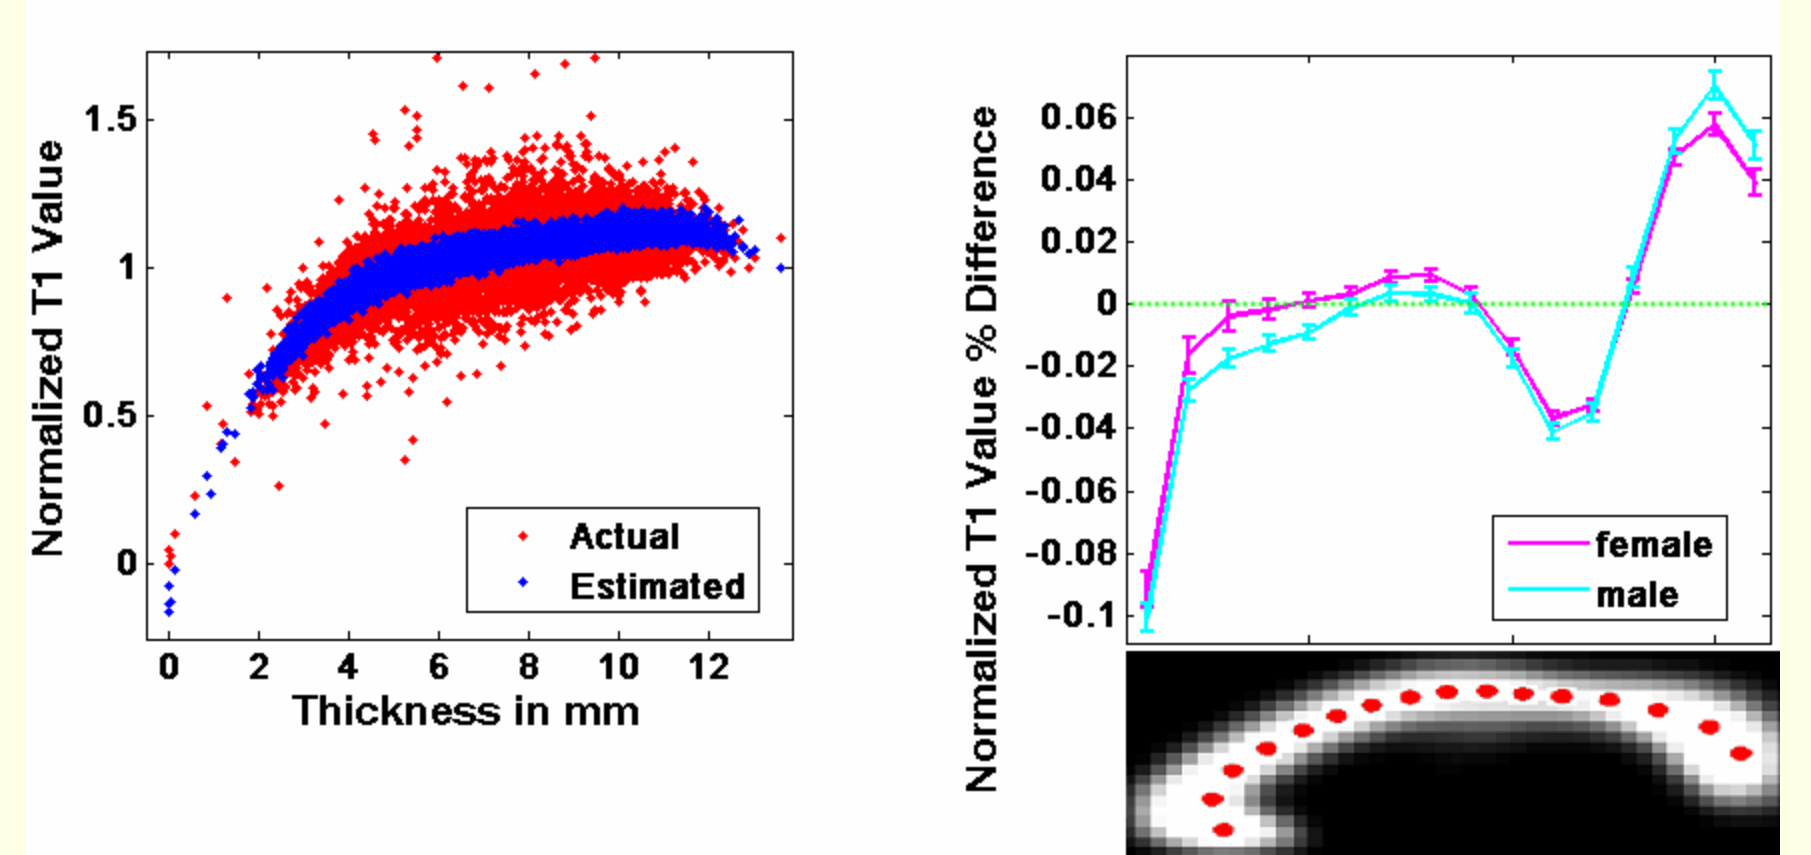 Normalized T1 Value
1.5
1
0.5
0
0 2 4 6 8 10 12
Thickness in mm
Actual
Estimated
Normalized T1 Value % Difference
0.06
0.04
0.02
0
-0.02
-0.04
-0.06
-0.08
-0.1
female
male